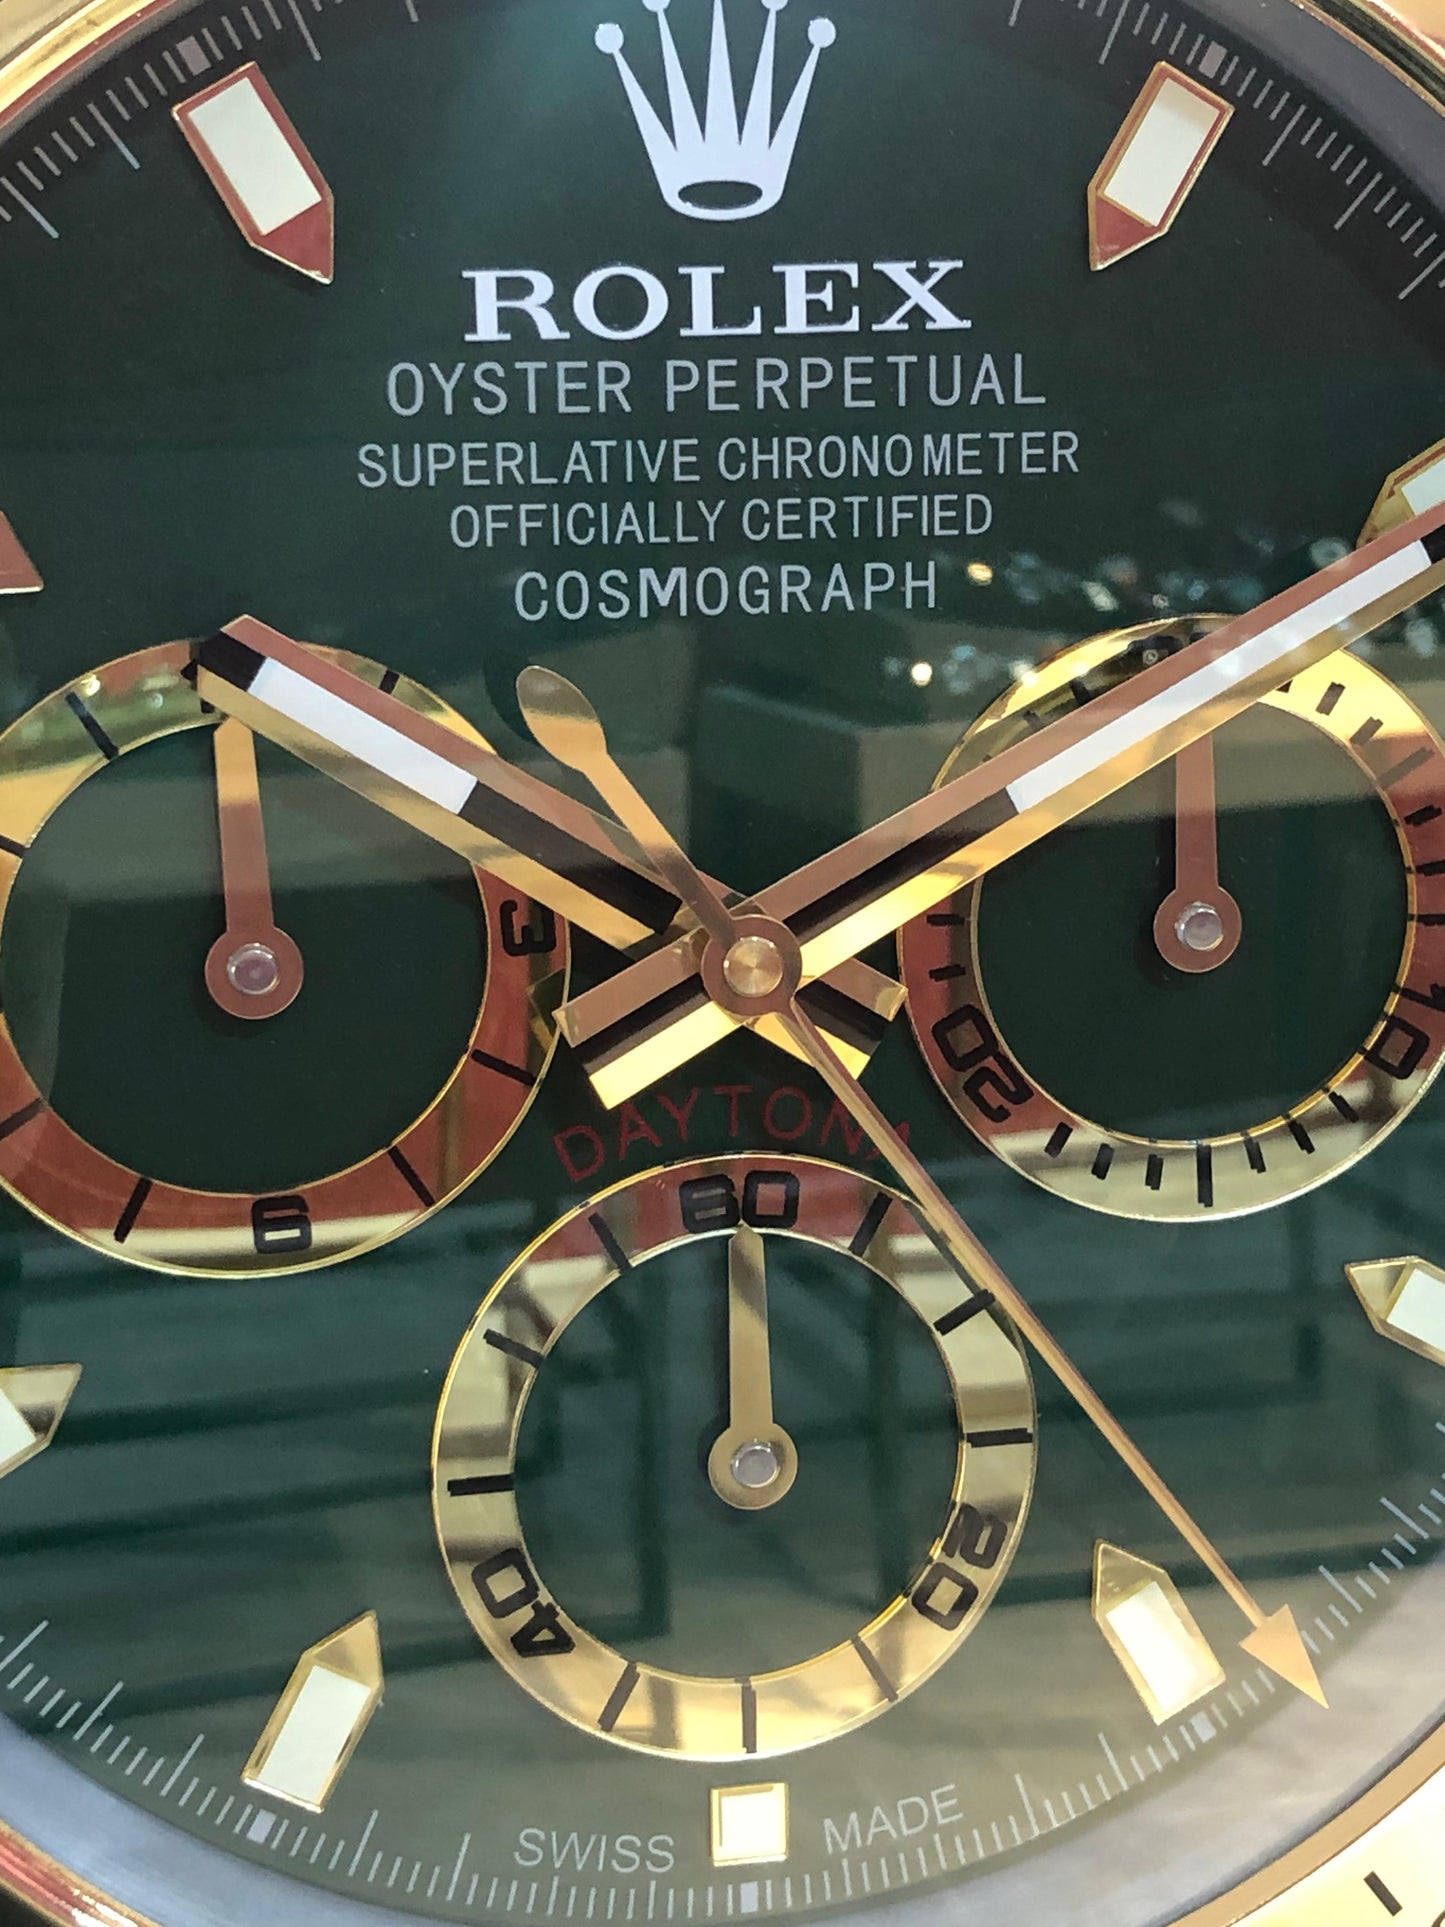 ROLEX
OYSTER PERPETUAL
SUPERLATIVE CHRONOMETER
OFFICIALLY CERTIFIED
COSMOGRAPH
3
6
20
10
DAYTONA
60
20
40
SWISS MADE